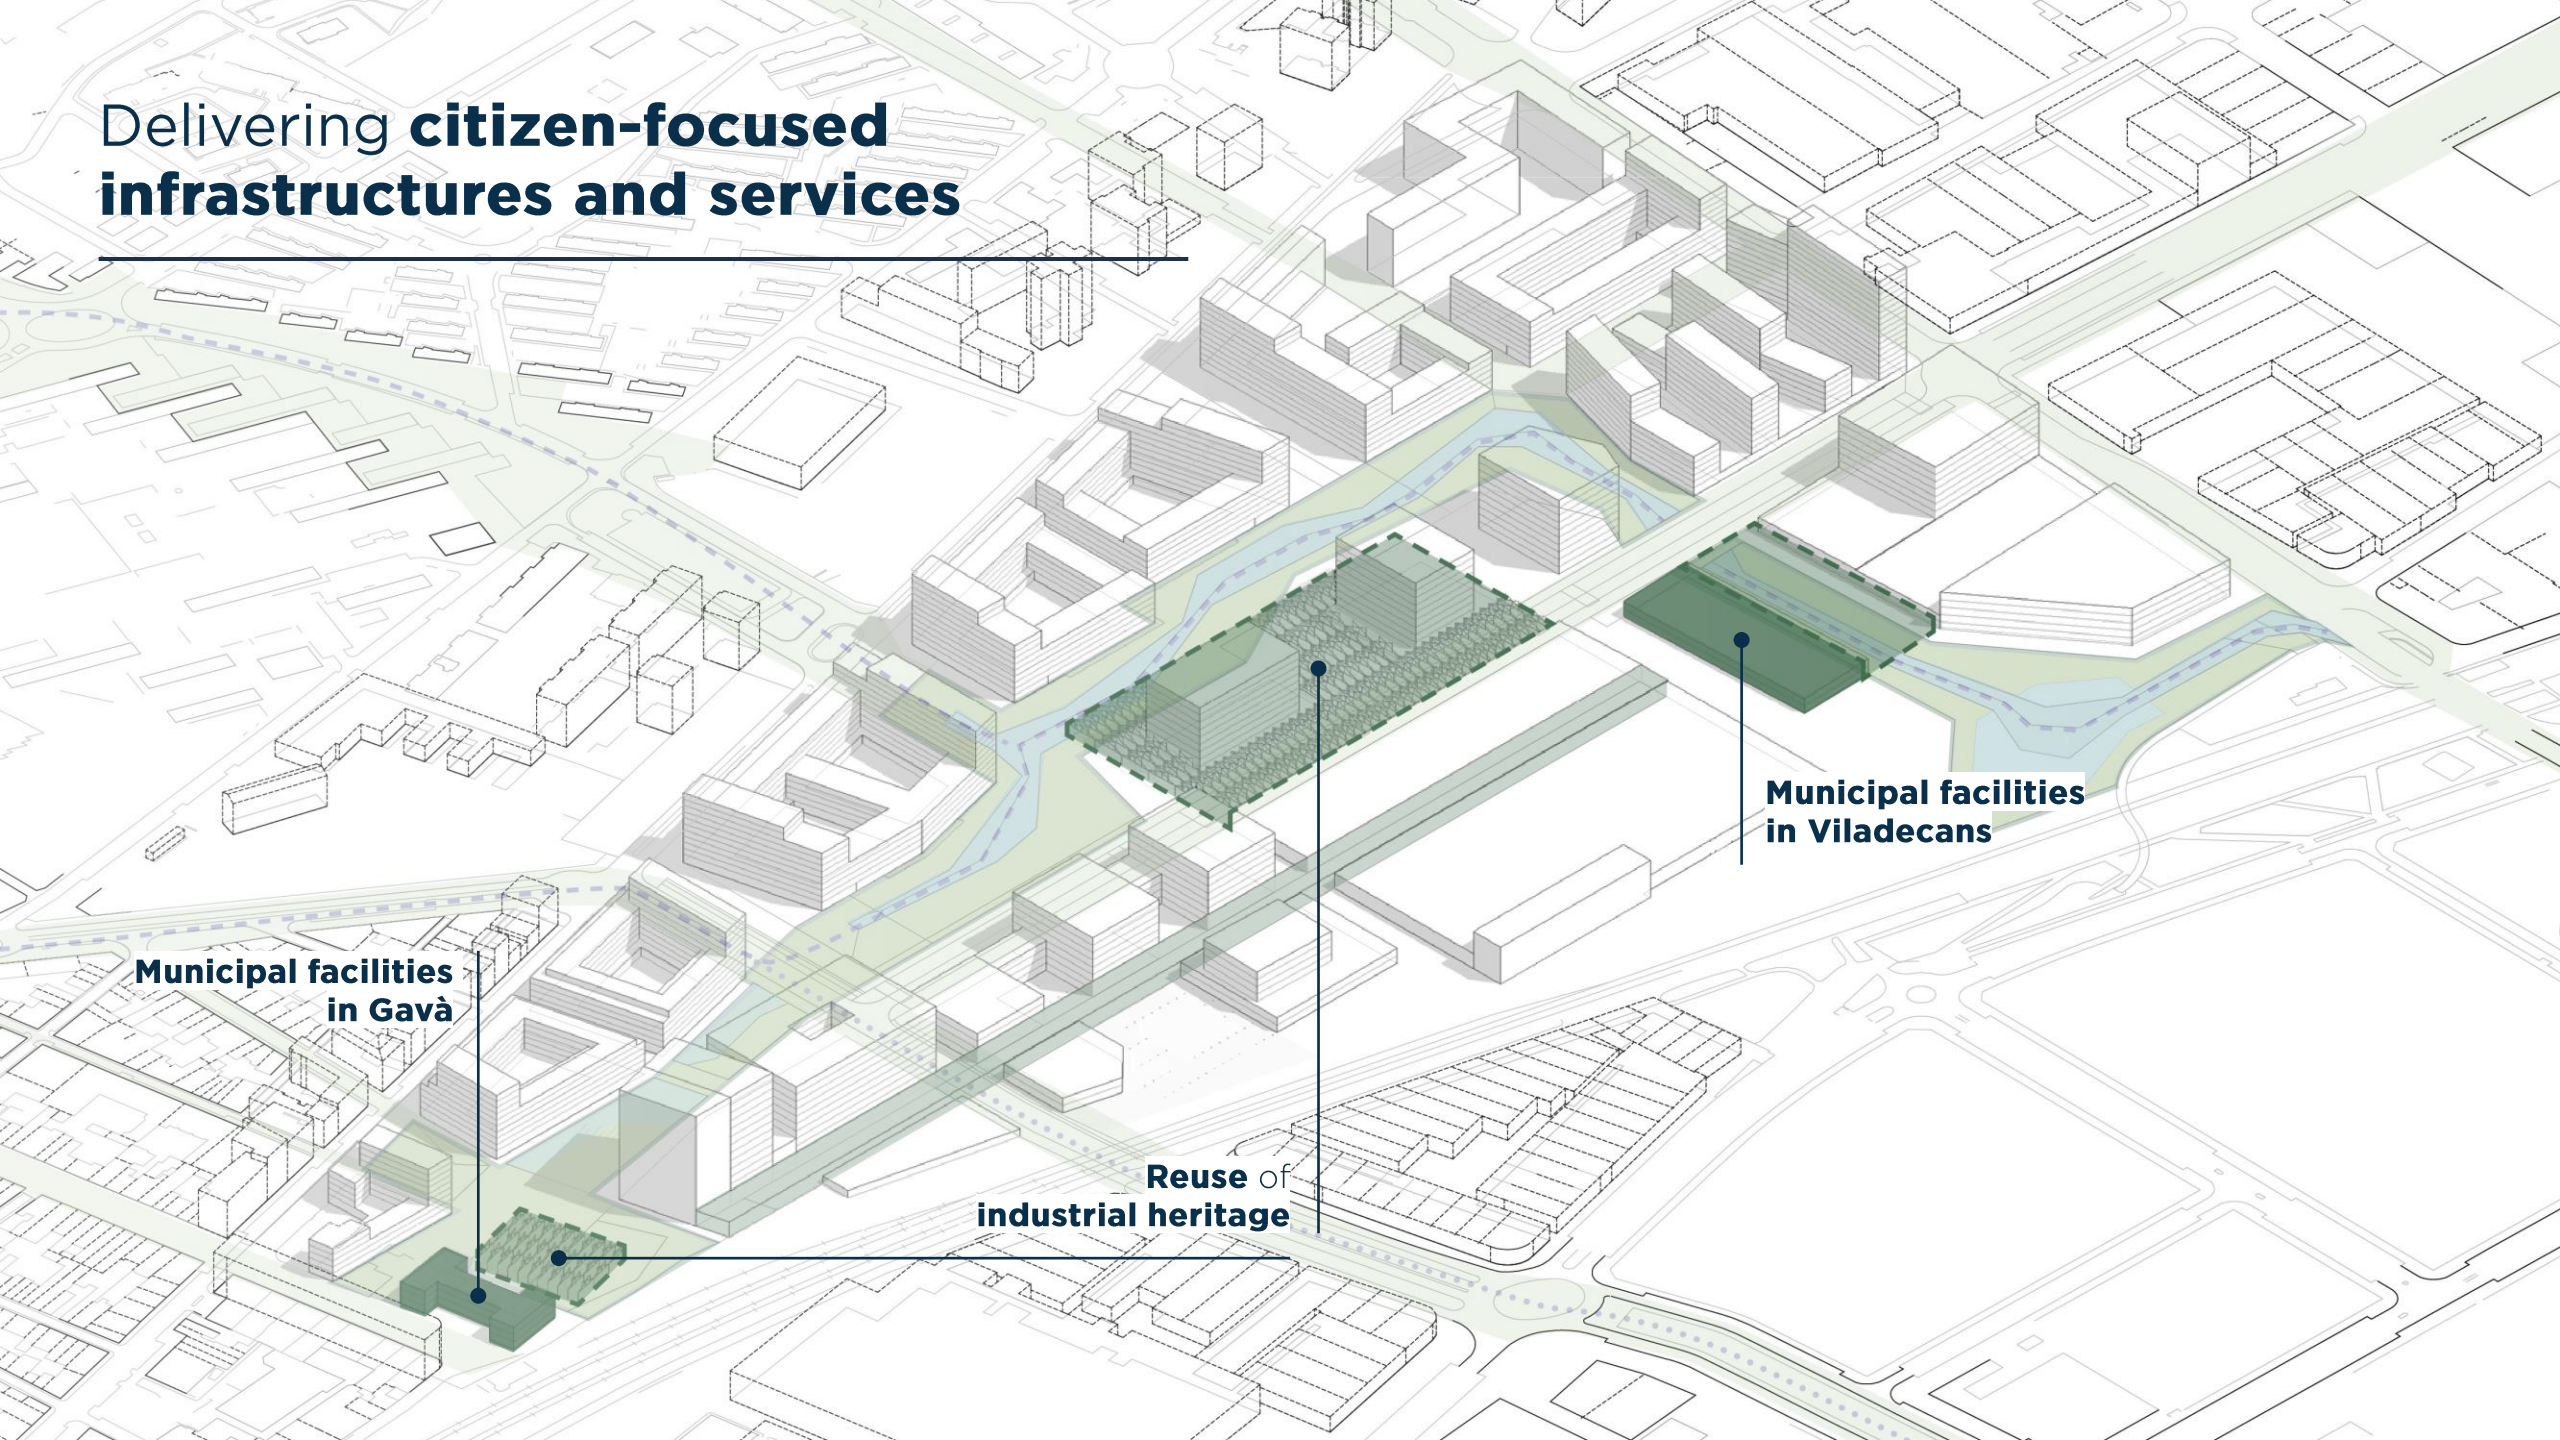 Delivering citizen-focused
infrastructures and services
Municipal facilities
in Viladecans
Municipal facilities
in Gavà
Reuse of
industrial heritage